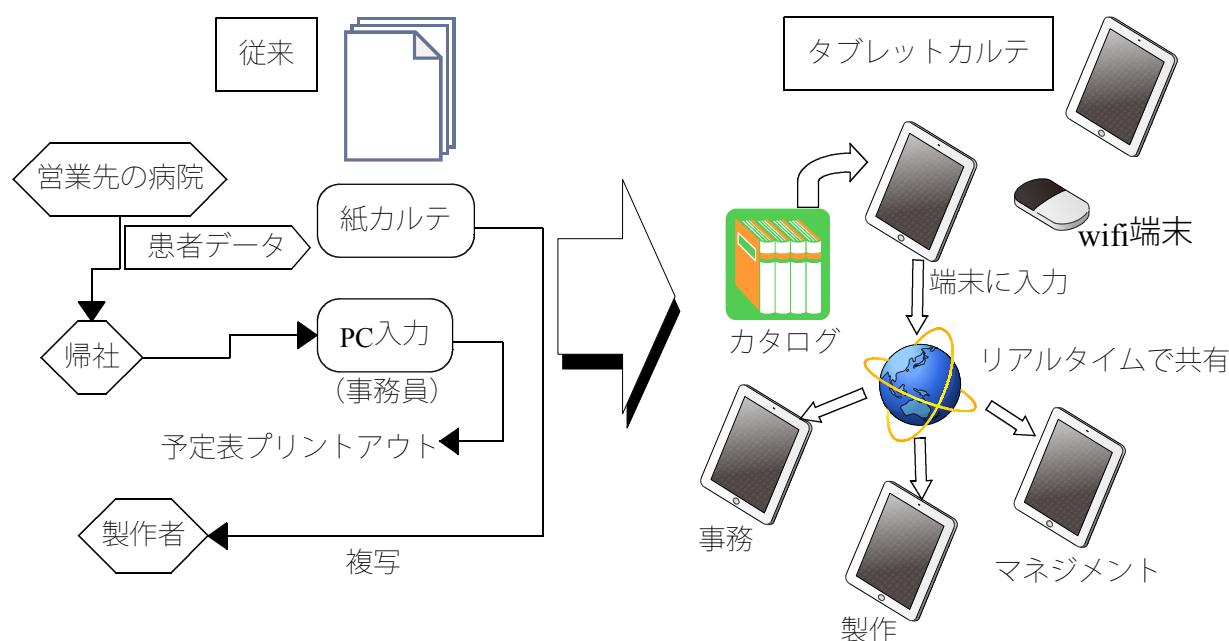 従来
営業先の病院
患者データ
紙カルテ
帰社
PC入力
(事務員)
予定表プリントアウト
製作者
複写
タブレットカルテ
wifi端末
端末に入力
カタログ
リアルタイムで共有
事務
マネジメント
製作